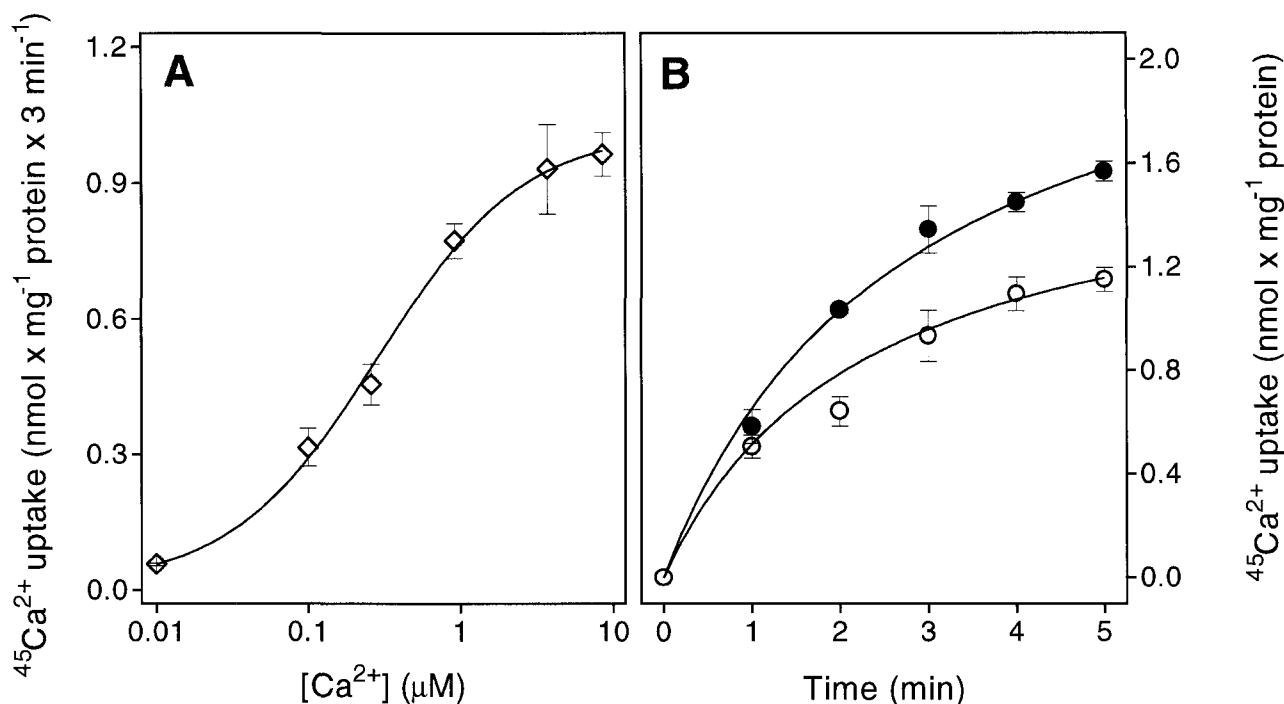 A
⁴⁵Ca²⁺ uptake (nmol x mg⁻¹ protein x 3 min⁻¹)
1.2
0.9
0.6
0.3
0.0
0.01 0.1 1 10
[Ca²⁺] (μM)
B
2.0
1.6
1.2
0.8
0.4
0.0
⁴⁵Ca²⁺ uptake (nmol x mg⁻¹ protein)
0 1 2 3 4 5
Time (min)